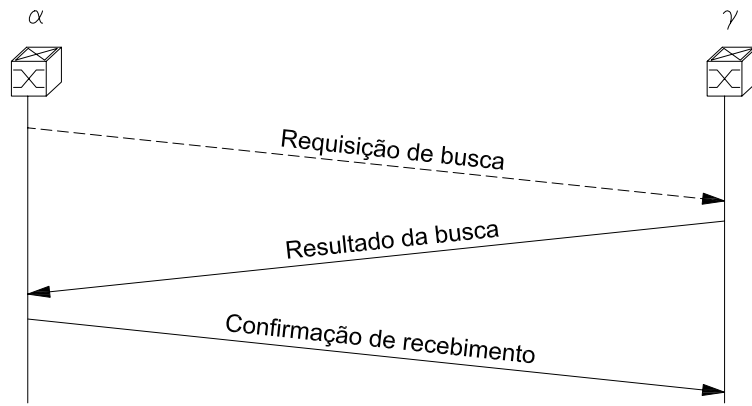 α
γ
Requisição de busca
Resultado da busca
Confirmação de recebimento